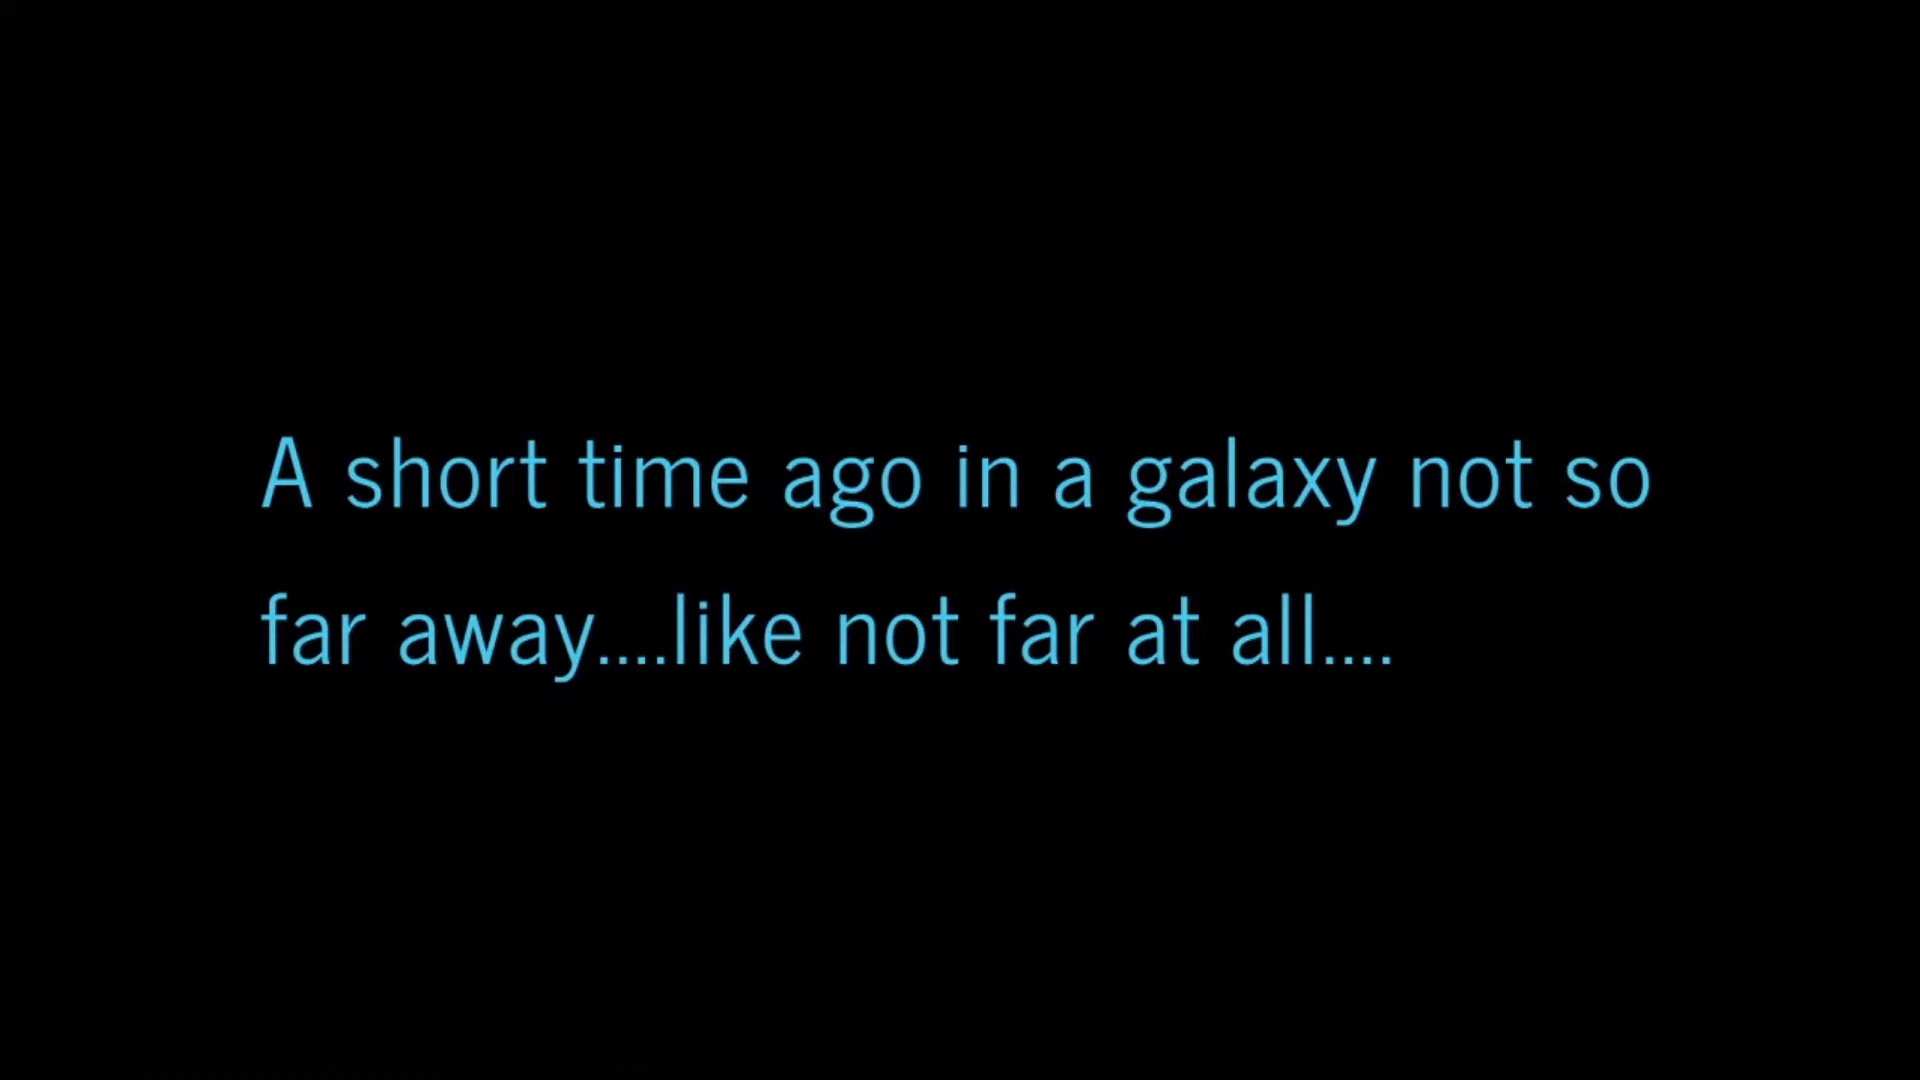 A short time ago in a galaxy not so
far away....like not far at all....